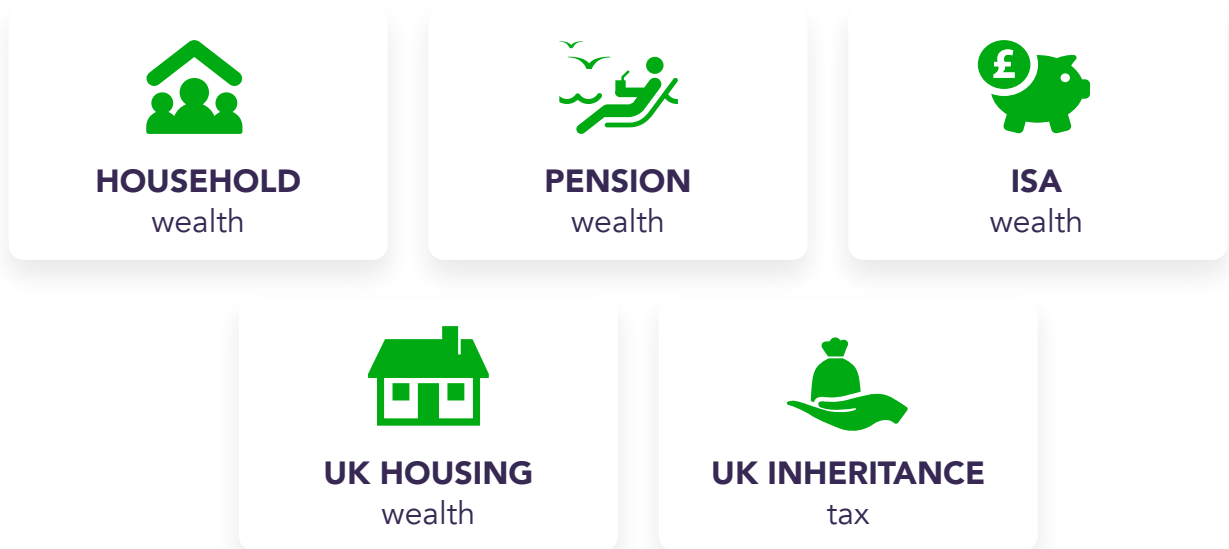 £
HOUSEHOLD
wealth
PENSION
wealth
ISA
wealth
UK HOUSING
wealth
UK INHERITANCE
tax